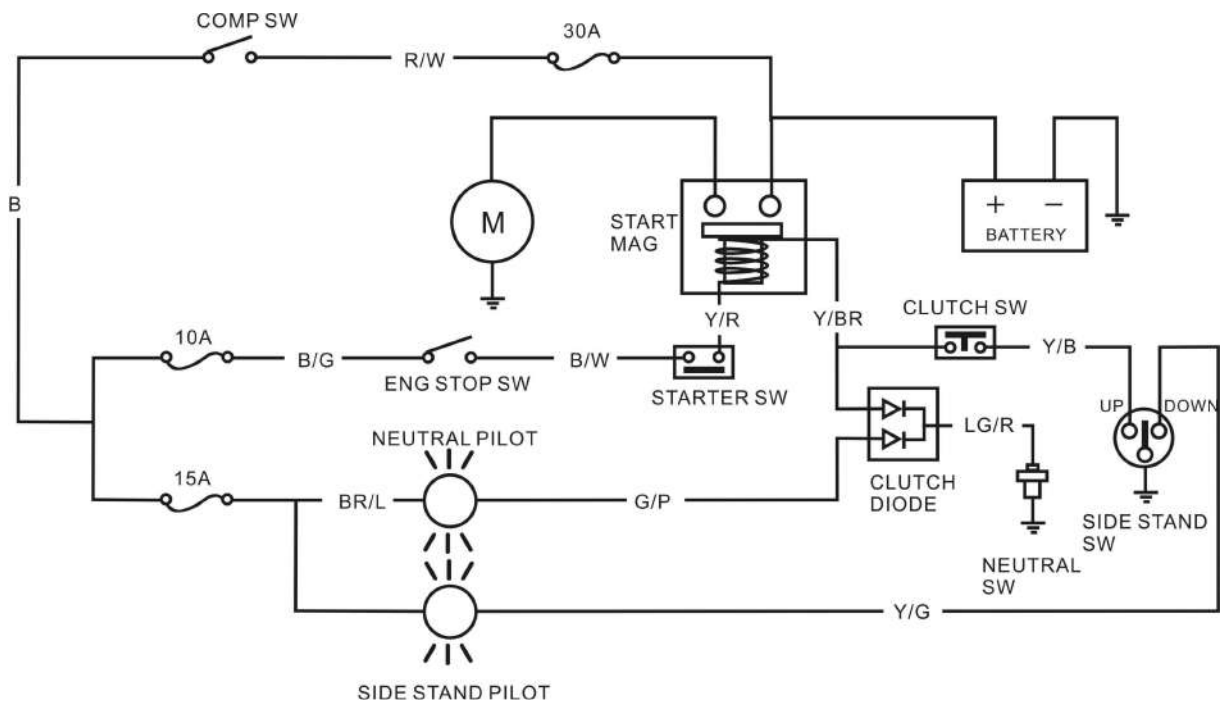 COMP SW
30A
R/W
B
M
START
MAG
+ −
BATTERY
10A
B/G
ENG STOP SW
B/W
Y/R
STARTER SW
Y/BR
CLUTCH SW
Y/B
UP
DOWN
NEUTRAL PILOT
15A
BR/L
G/P
CLUTCH
DIODE
LG/R
NEUTRAL
SW
SIDE STAND
SW
Y/G
SIDE STAND PILOT